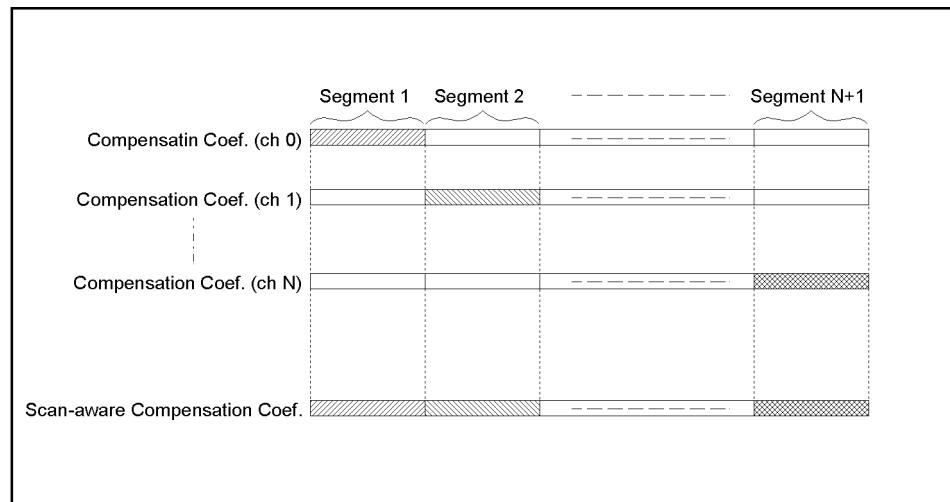 Segment 1 Segment 2 Segment N+1
Compensatin Coef. (ch 0)
Compensation Coef. (ch 1)
Compensation Coef. (ch N)
Scan-aware Compensation Coef.